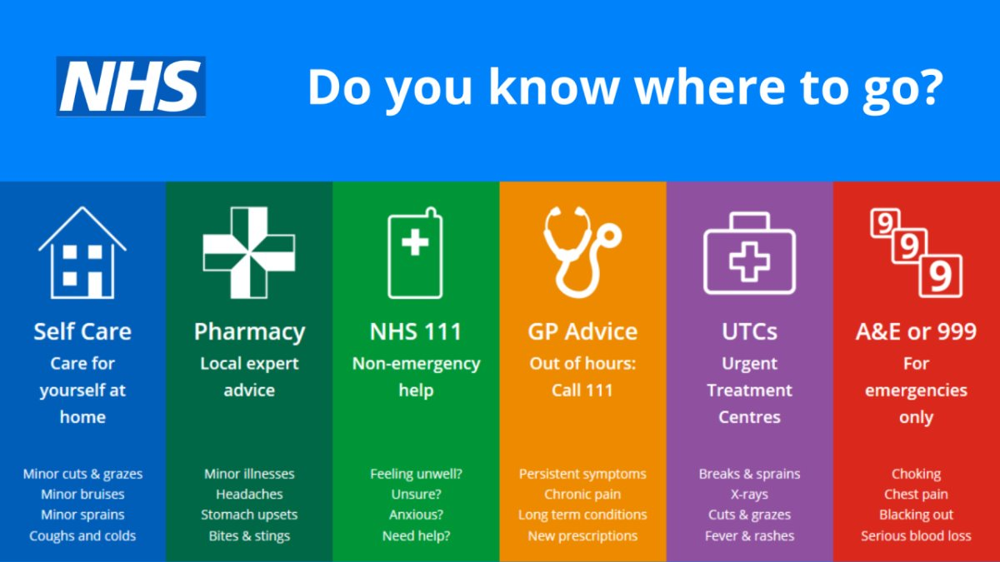 NHS
Do you know where to go?
Self Care
Care for
yourself at
home
Minor cuts & grazes
Minor bruises
Minor sprains
Coughs and colds
Pharmacy
Local expert
advice
Minor illnesses
Headaches
Stomach upsets
Bites & stings
NHS 111
Non-emergency
help
Feeling unwell?
Unsure?
Anxious?
Need help?
GP Advice
Out of hours:
Call 111
Persistent symptoms
Chronic pain
Long term conditions
New prescriptions
UTCs
Urgent
Treatment
Centres
Breaks & sprains
X-rays
Cuts & grazes
Fever & rashes
9
9
9
A&E or 999
For
emergencies
only
Choking
Chest pain
Blacking out
Serious blood loss